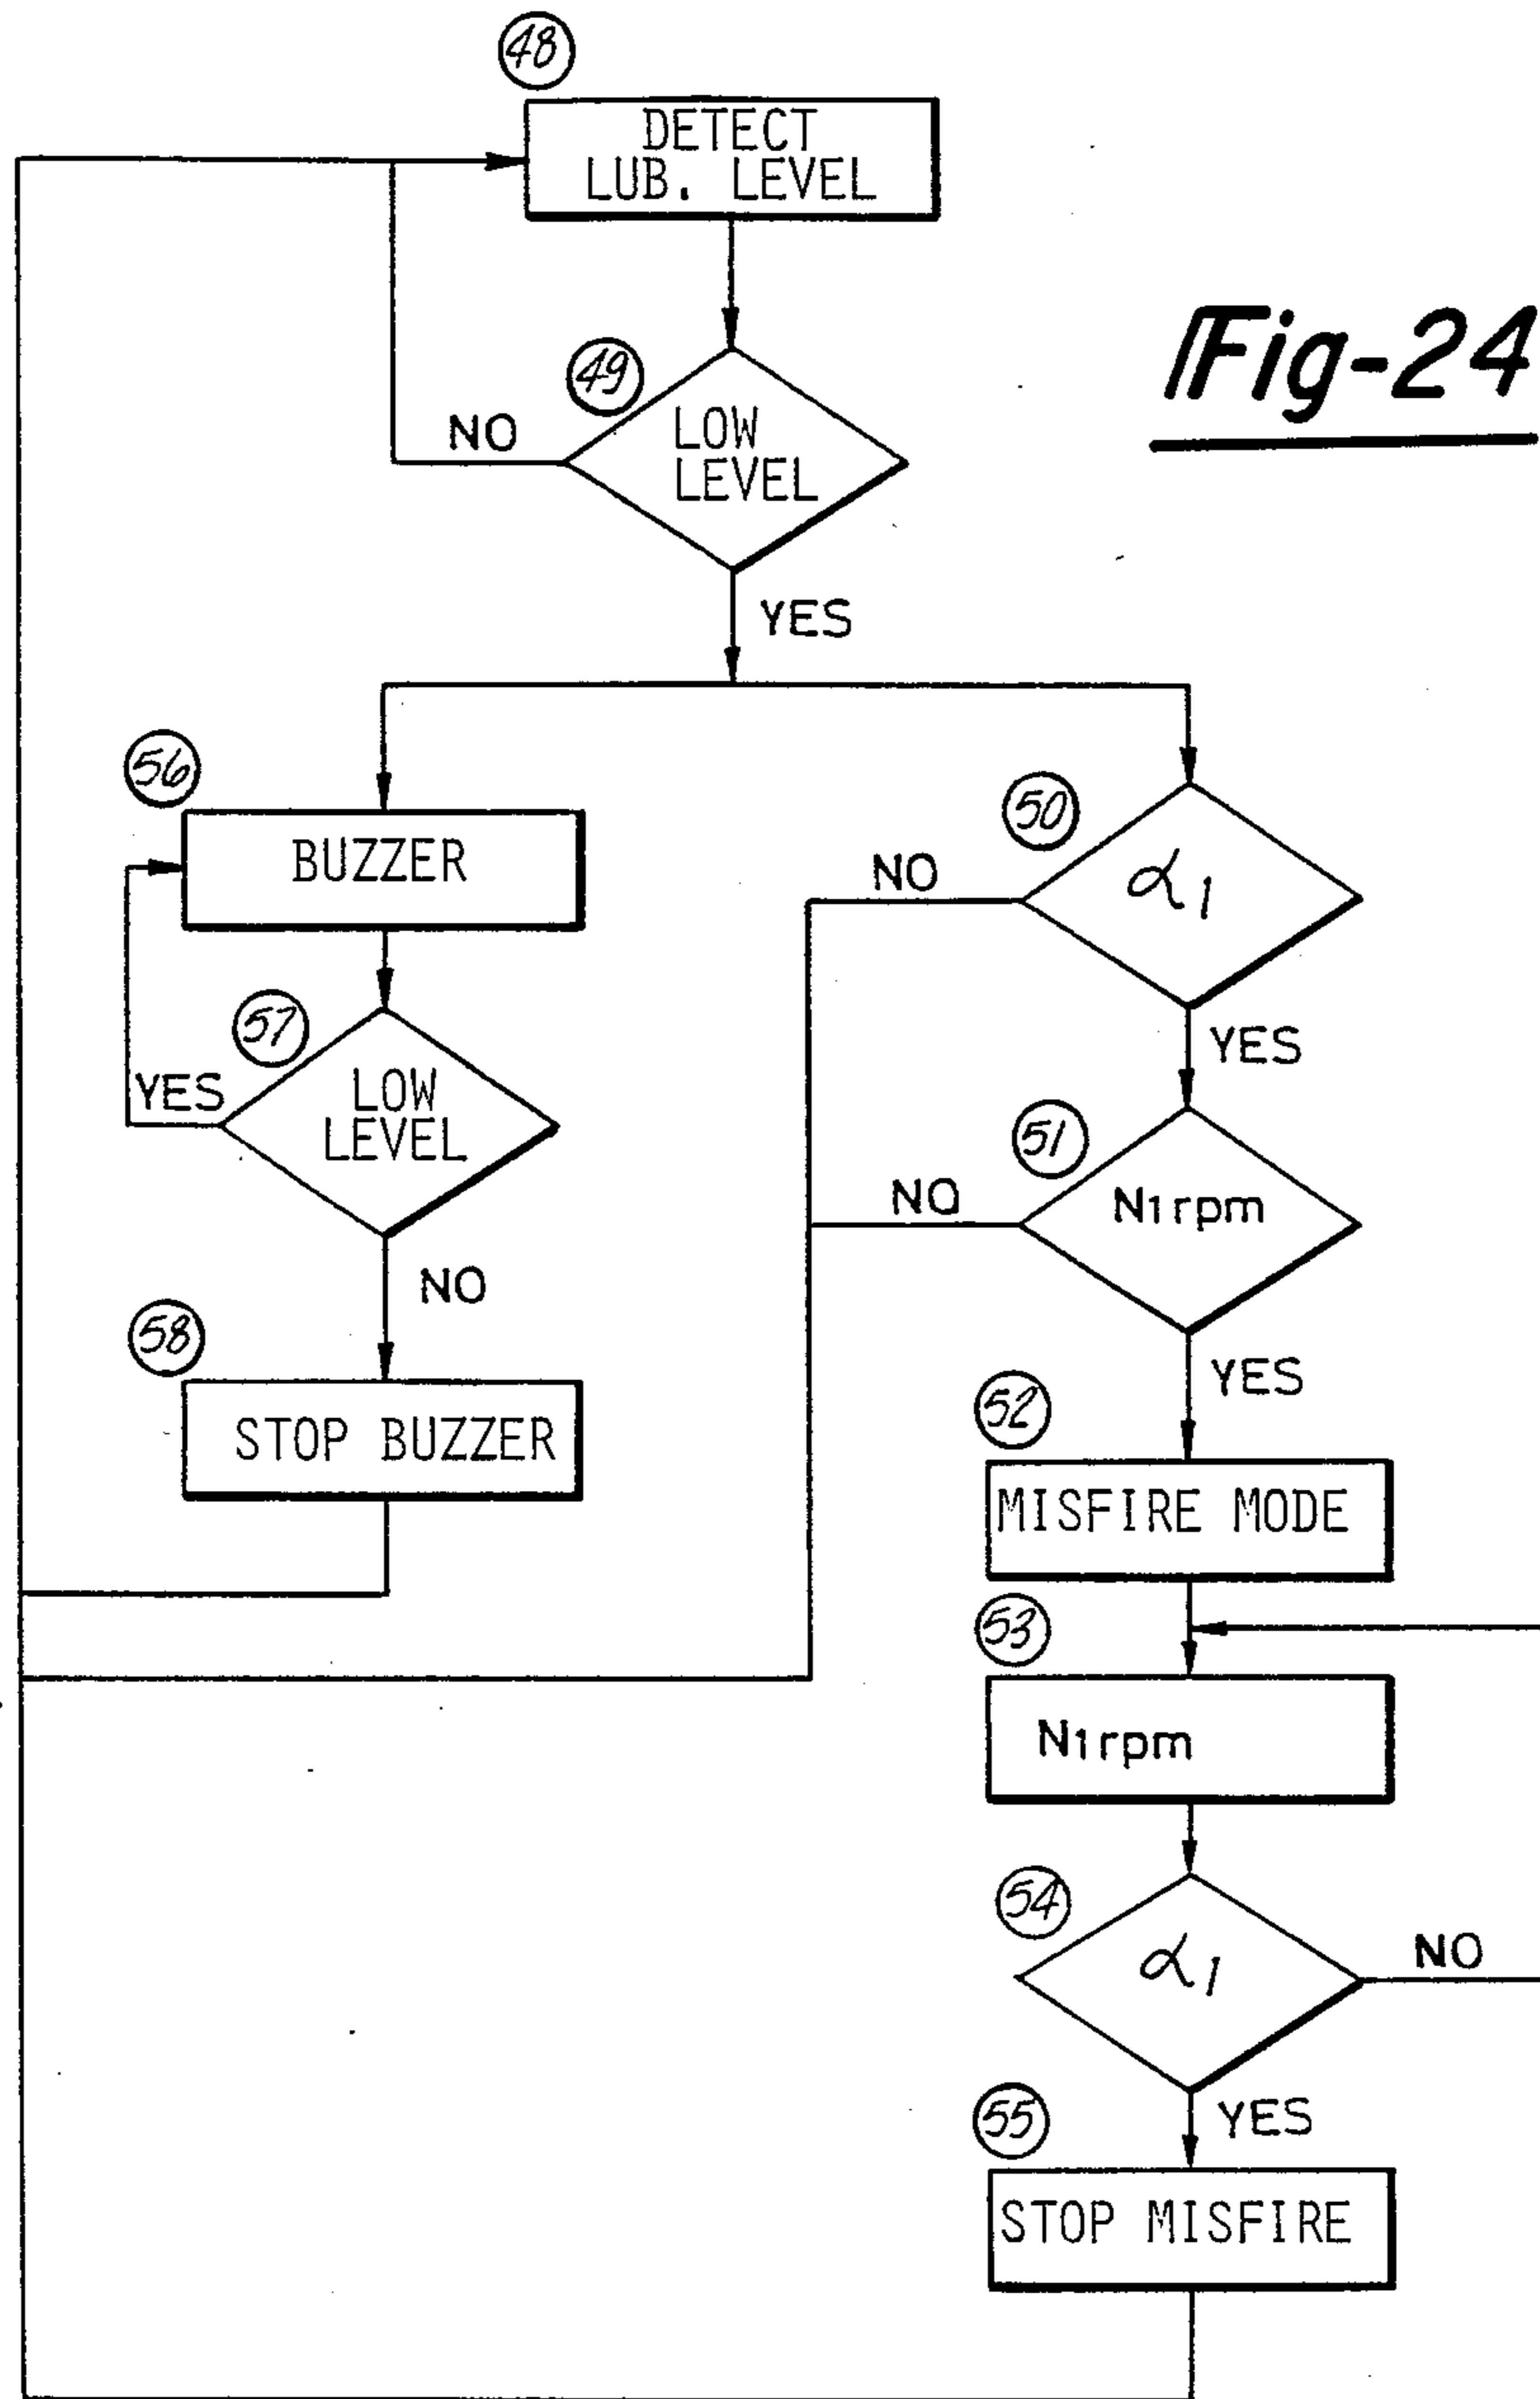 48
DETECT
LUB. LEVEL
Fig-24
49
NO
LOW
LEVEL
YES
56
BUZZER
50
NO
α1
YES
57
YES
LOW
LEVEL
NO
51
NO
N1rpm
YES
58
STOP BUZZER
52
MISFIRE MODE
53
N1rpm
54
α1
NO
YES
55
STOP MISFIRE